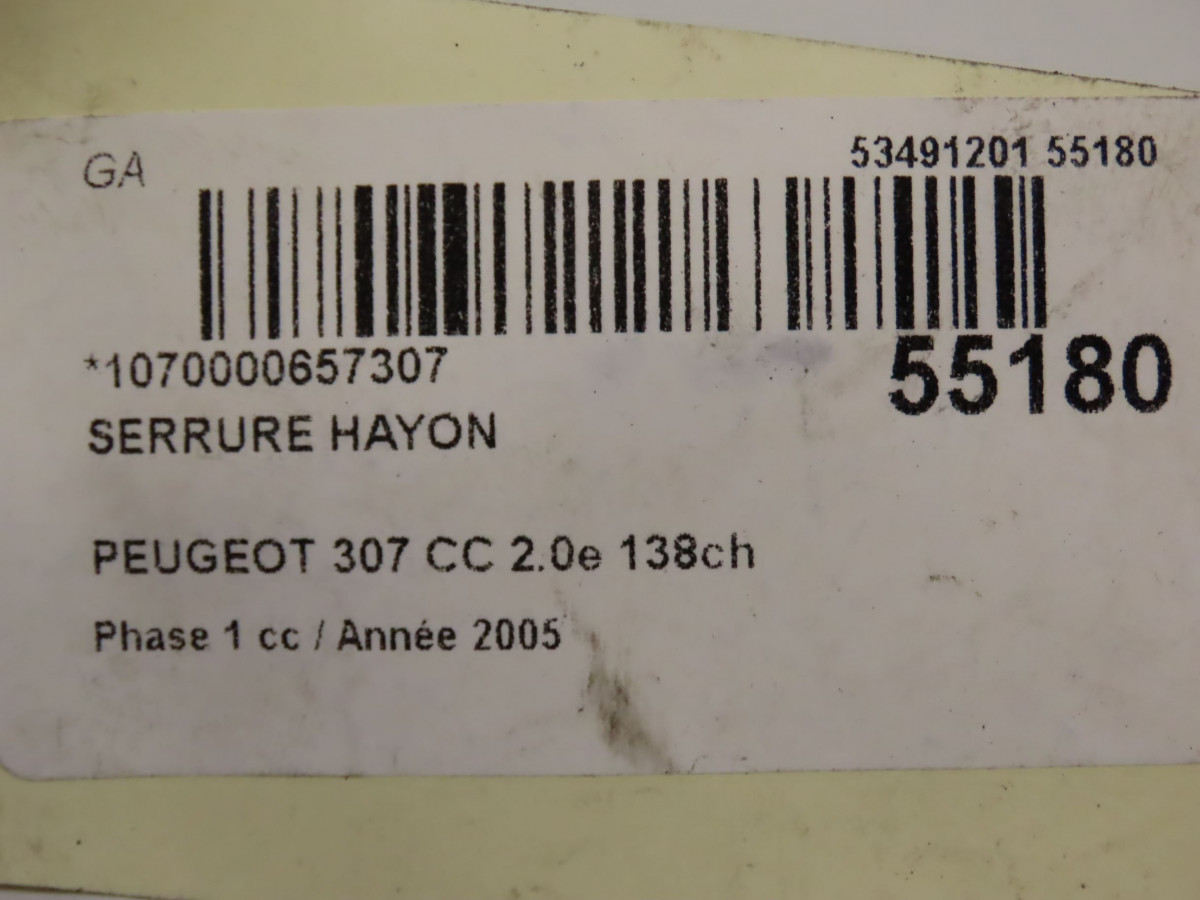 GA
53491201 55180
*1070000657307
55180
SERRURE HAYON
PEUGEOT 307 CC 2.0e 138ch
Phase 1 cc / Année 2005